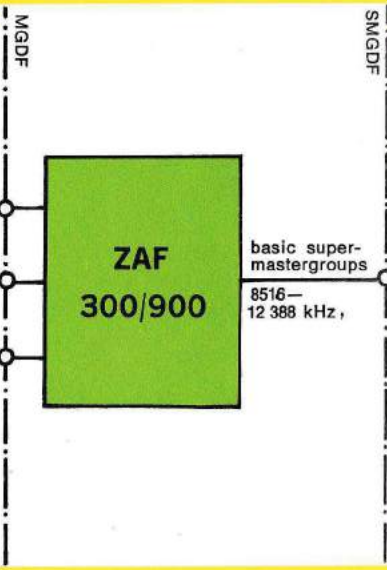 MGDF
SMGDF
ZAF
300/900
basic super-
mastergroups
8516—
12 388 kHz,